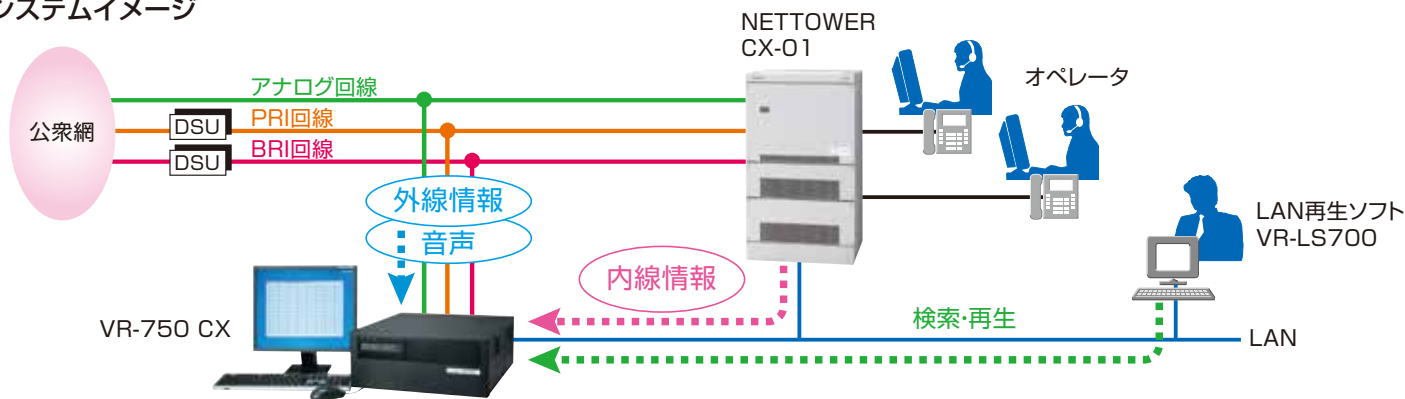 システムイメージ
NETTOWER
CX-01
オペレータ
公衆網
アナログ回線
DSU
PRI回線
DSU
BRI回線
外線情報
音声
内線情報
LAN再生ソフト
VR-LS700
VR-750 CX
検索・再生
LAN